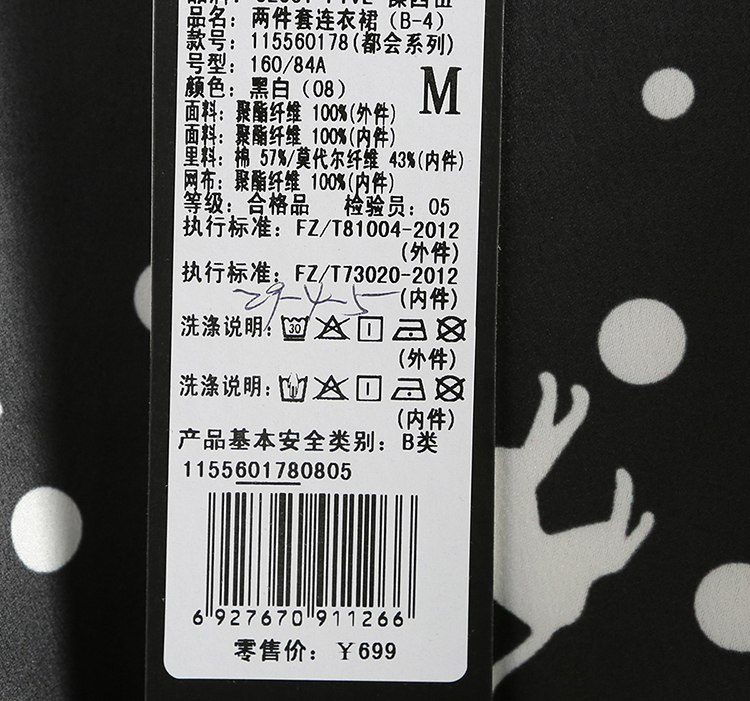 品名：两件套连衣裙（B-4）
款号：115560178(都会系列)
号型：160/84A
颜色：黑白（08）
M
面料：聚酯纤维 100%(外件)
面料：聚酯纤维 100%(内件)
里料：棉 57%/莫代尔纤维 43%(内件)
网布：聚酯纤维 100%(内件)
等级：合格品 检验员：05
执行标准：FZ/T81004-2012
(外件)
执行标准：FZ/T73020-2012
(内件)
29-4-5
洗涤说明：30
(外件)
洗涤说明：
(内件)
产品基本安全类别：B类
1155601780805
6 927670 911266
零售价：￥699